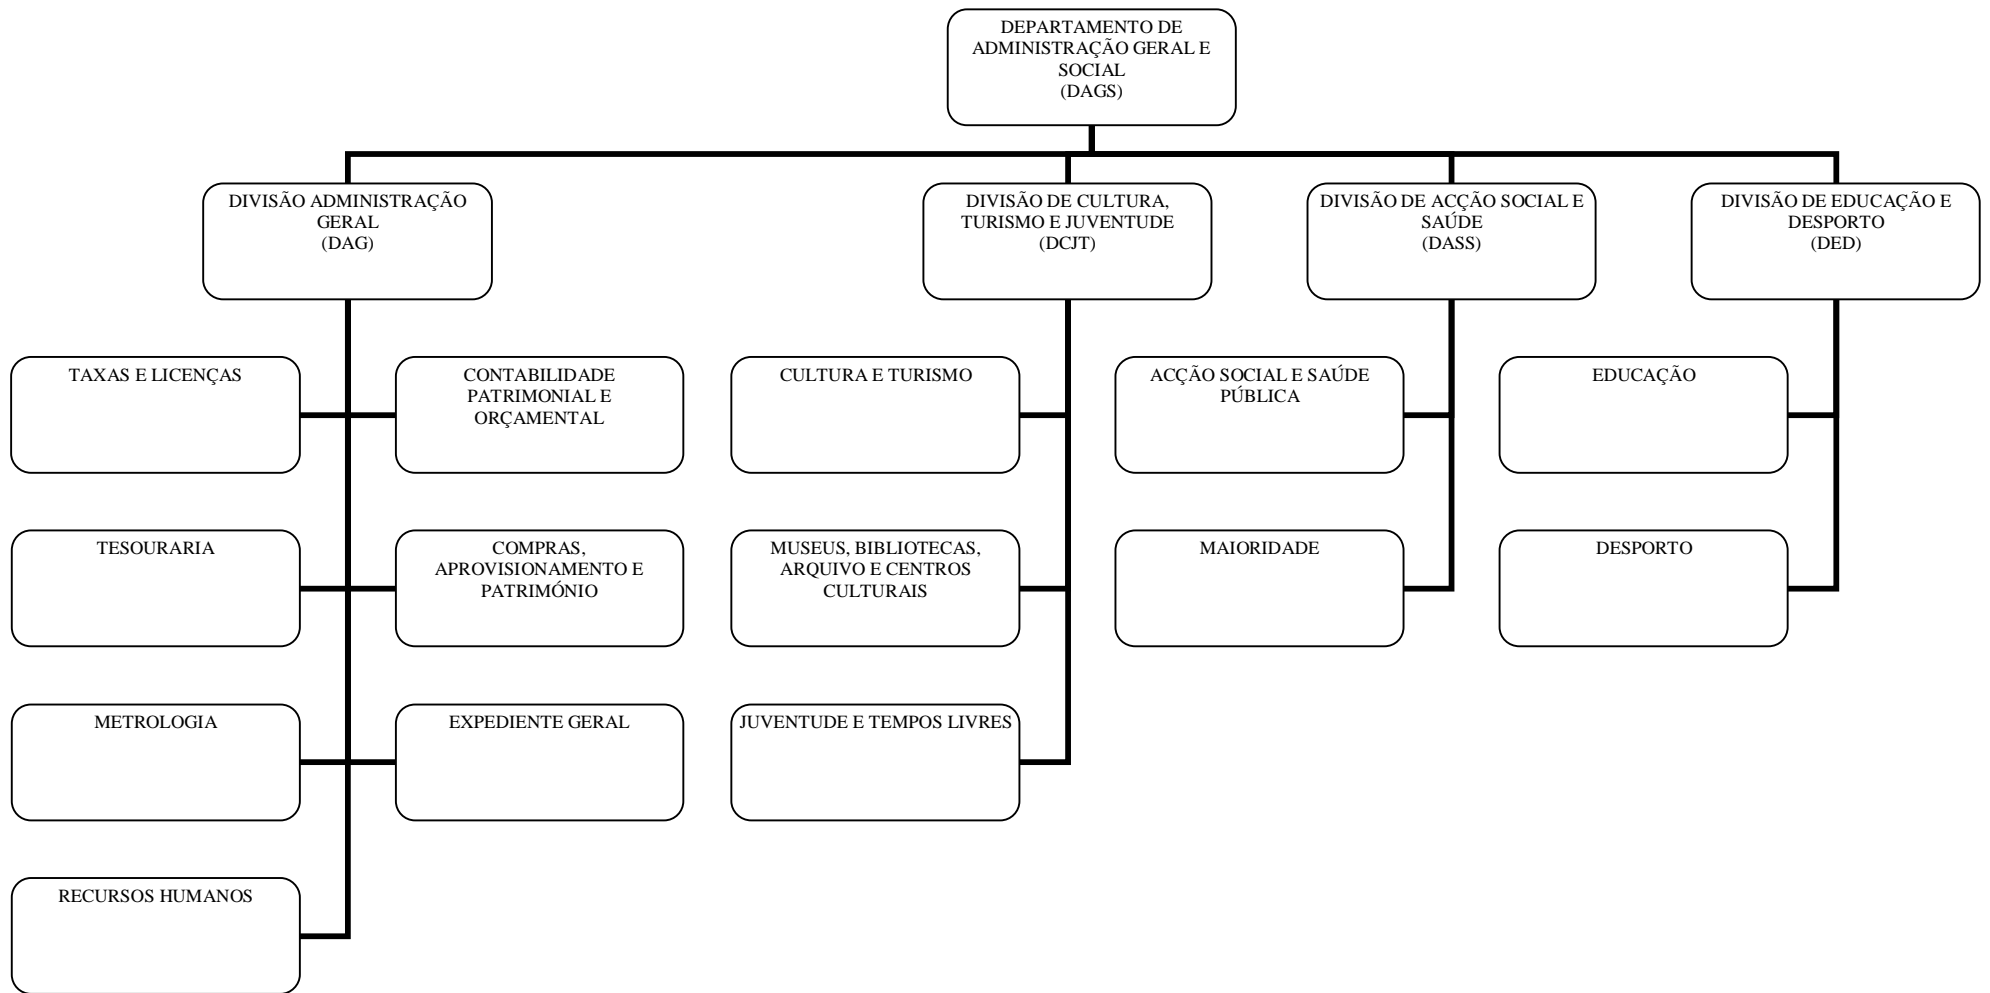 DEPARTAMENTO DE
ADMINISTRAÇÃO GERAL E
SOCIAL
(DAGS)
DIVISÃO ADMINISTRAÇÃO
GERAL
(DAG)
DIVISÃO DE CULTURA,
TURISMO E JUVENTUDE
(DCJT)
DIVISÃO DE ACÇÃO SOCIAL E
SAÚDE
(DASS)
DIVISÃO DE EDUCAÇÃO E
DESPORTO
(DED)
TAXAS E LICENÇAS
CONTABILIDADE
PATRIMONIAL E
ORÇAMENTAL
CULTURA E TURISMO
ACÇÃO SOCIAL E SAÚDE
PÚBLICA
EDUCAÇÃO
TESOURARIA
COMPRAS,
APROVISIONAMENTO E
PATRIMÓNIO
MUSEUS, BIBLIOTECAS,
ARQUIVO E CENTROS
CULTURAIS
MAIORIDADE
DESPORTO
METROLOGIA
EXPEDIENTE GERAL
JUVENTUDE E TEMPOS LIVRES
RECURSOS HUMANOS